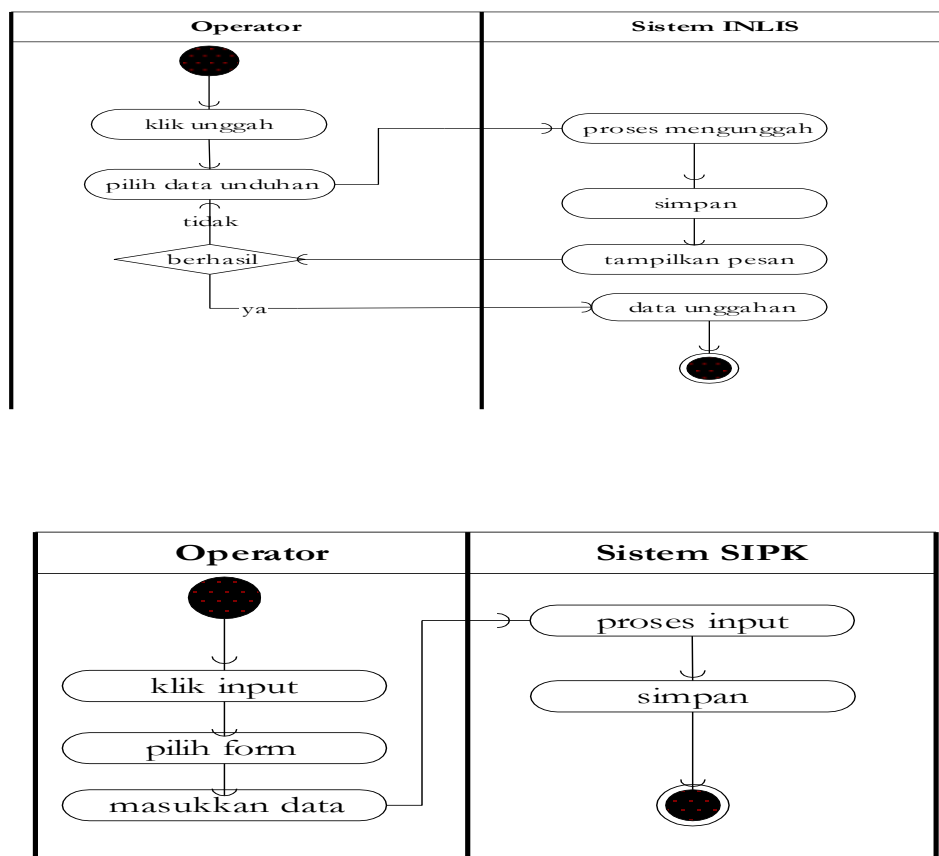 Operator
Sistem INLIS
klik unggah
proses mengunggah
pilih data unduhan
simpan
tidak
berhasil
tampilkan pesan
ya
data unggahan
Operator
Sistem SIPK
klik input
proses input
pilih form
simpan
masukkan data